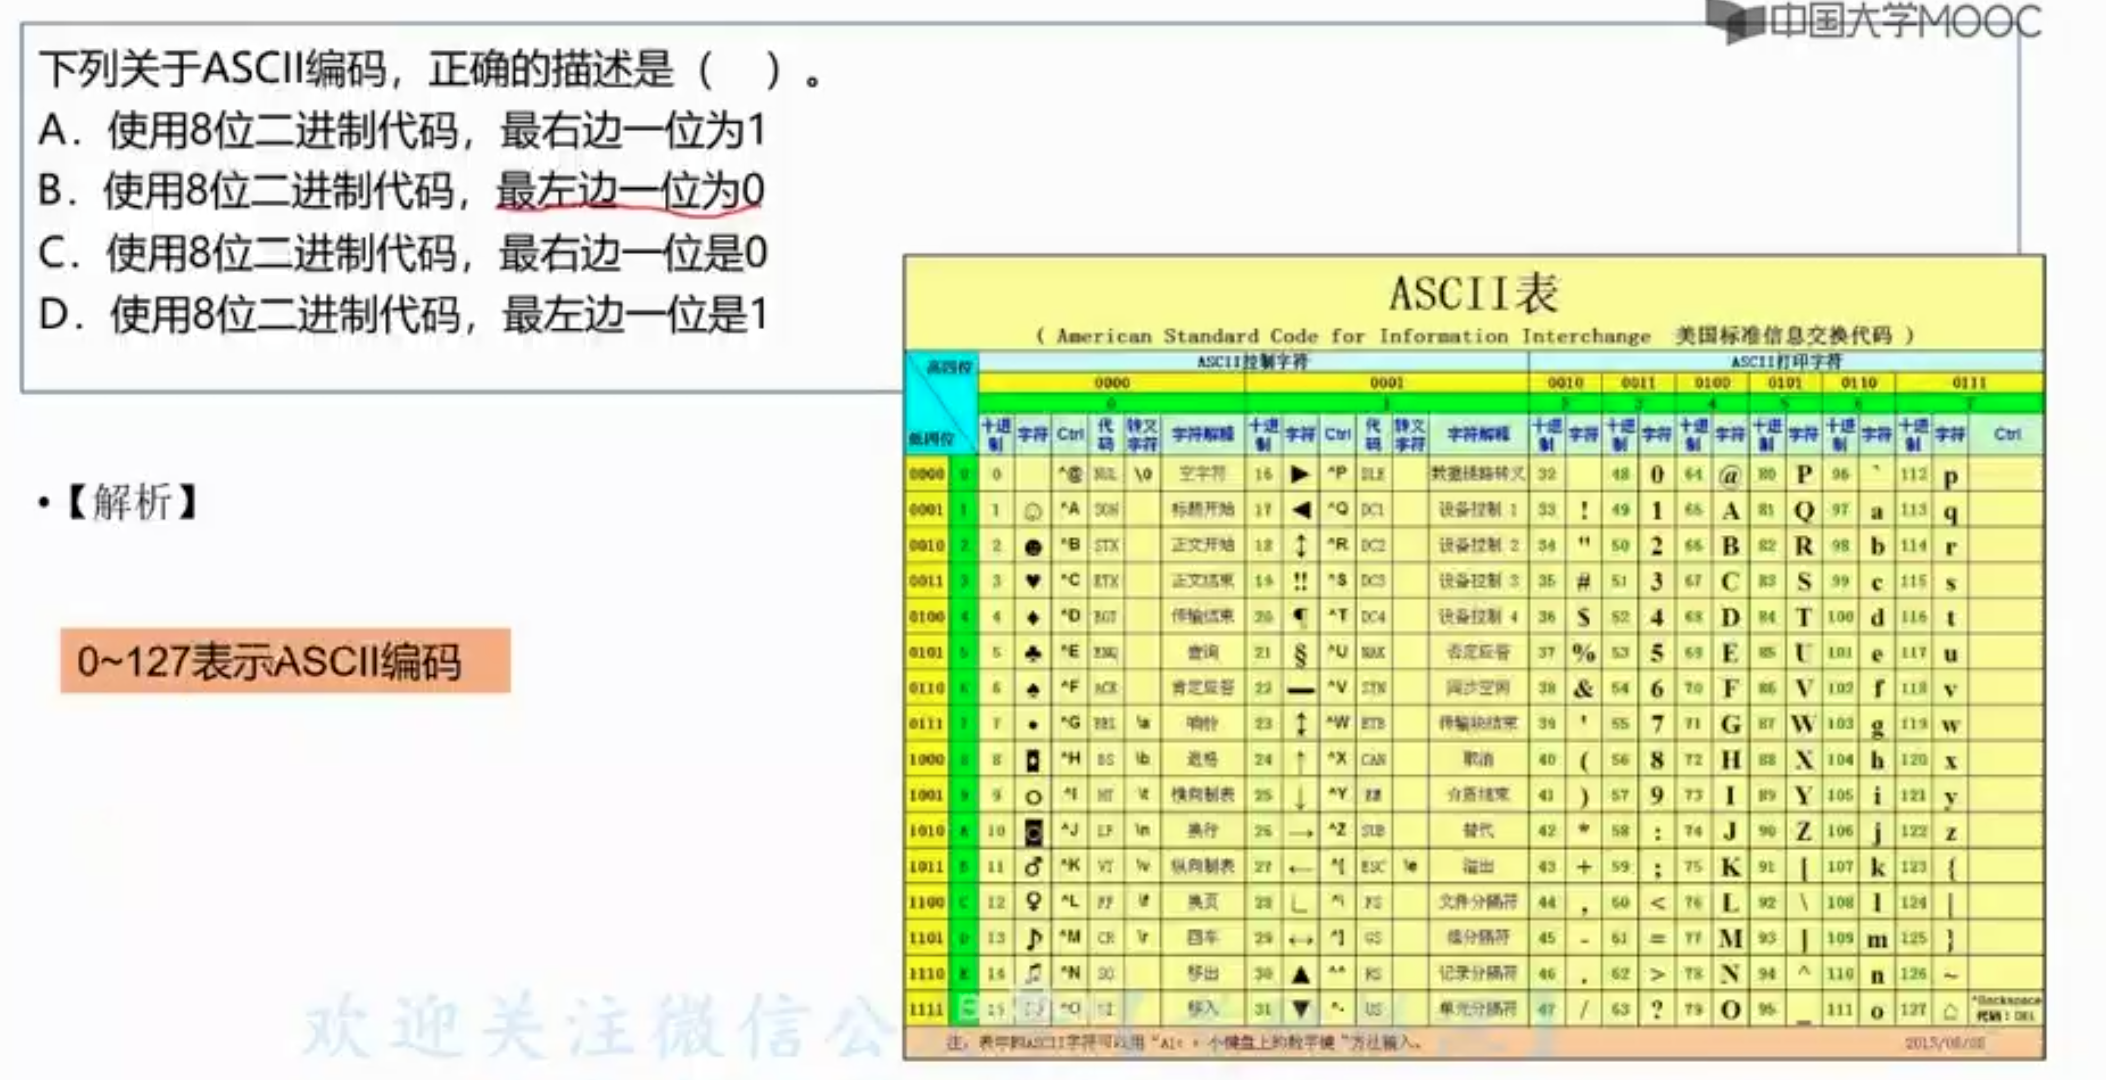 中国大学MOOC
下列关于ASCII编码，正确的描述是（　）。
A．使用8位二进制代码，最右边一位为1
B．使用8位二进制代码，最左边一位为0
C．使用8位二进制代码，最右边一位是0
D．使用8位二进制代码，最左边一位是1
•【解析】
0~127表示ASCII编码
欢迎关注微信公
ASCII表
( American Standard Code for Information Interchange 美国标准信息交换代码 )
高四位 ASCII控制字符 ASCII打印字符
0000 0001 0010 0011 0100 0101 0110 0111
低四位 十进制 字符 Ctrl 代码 转义字符 字符解释 十进制 字符 Ctrl 代码 转义字符 字符解释 十进制 字符 十进制 字符 十进制 字符 十进制 字符 十进制 字符 十进制 字符 Ctrl
0000 0 0 ^@ NUL \0 空字符 16 ► ^P DLE 数据链路转义 32 48 0 64 @ 80 P 96 ` 112 p
0001 1 1 ☺ ^A SOH 标题开始 17 ◄ ^Q DC1 设备控制 1 33 ! 49 1 65 A 81 Q 97 a 113 q
0010 2 2 ☻ ^B STX 正文开始 18 ↕ ^R DC2 设备控制 2 34 " 50 2 66 B 82 R 98 b 114 r
0011 3 3 ♥ ^C ETX 正文结束 19 ‼ ^S DC3 设备控制 3 35 # 51 3 67 C 83 S 99 c 115 s
0100 4 4 ♦ ^D EOT 传输结束 20 ¶ ^T DC4 设备控制 4 36 $ 52 4 68 D 84 T 100 d 116 t
0101 5 5 ♣ ^E ENQ 查询 21 § ^U NAK 否定应答 37 % 53 5 69 E 85 U 101 e 117 u
0110 6 6 ♠ ^F ACK 肯定应答 22 ▬ ^V SYN 同步空闲 38 & 54 6 70 F 86 V 102 f 118 v
0111 7 7 • ^G BEL \a 响铃 23 ↕ ^W ETB 传输块结束 39 ' 55 7 71 G 87 W 103 g 119 w
1000 8 8 ◘ ^H BS \b 退格 24 ↑ ^X CAN 取消 40 ( 56 8 72 H 88 X 104 h 120 x
1001 9 9 ○ ^I HT \t 横向制表 25 ↓ ^Y EM 介质结束 41 ) 57 9 73 I 89 Y 105 i 121 y
1010 A 10 ◙ ^J LF \n 换行 26 → ^Z SUB 替代 42 * 58 : 74 J 90 Z 106 j 122 z
1011 B 11 ♂ ^K VT \v 纵向制表 27 ← ^[ ESC \e 溢出 43 + 59 ; 75 K 91 [ 107 k 123 {
1100 C 12 ♀ ^L FF \f 换页 28 ∟ ^\ FS 文件分隔符 44 , 60 < 76 L 92 \ 108 l 124 |
1101 D 13 ♪ ^M CR \r 回车 29 ↔ ^] GS 组分隔符 45 - 61 = 77 M 93 ] 109 m 125 }
1110 E 14 ♫ ^N SO 移出 30 ▲ ^^ RS 记录分隔符 46 . 62 > 78 N 94 ^ 110 n 126 ~
1111 15 ^O SI 移入 31 ▼ ^- US 单元分隔符 47 / 63 ? 79 O 95 _ 111 o 127 ⌂ ^Backspace 代码：DEL
注：表中的ASCII字符可以用“Alt + 小键盘上的数字键”方法输入。
2013/08/08